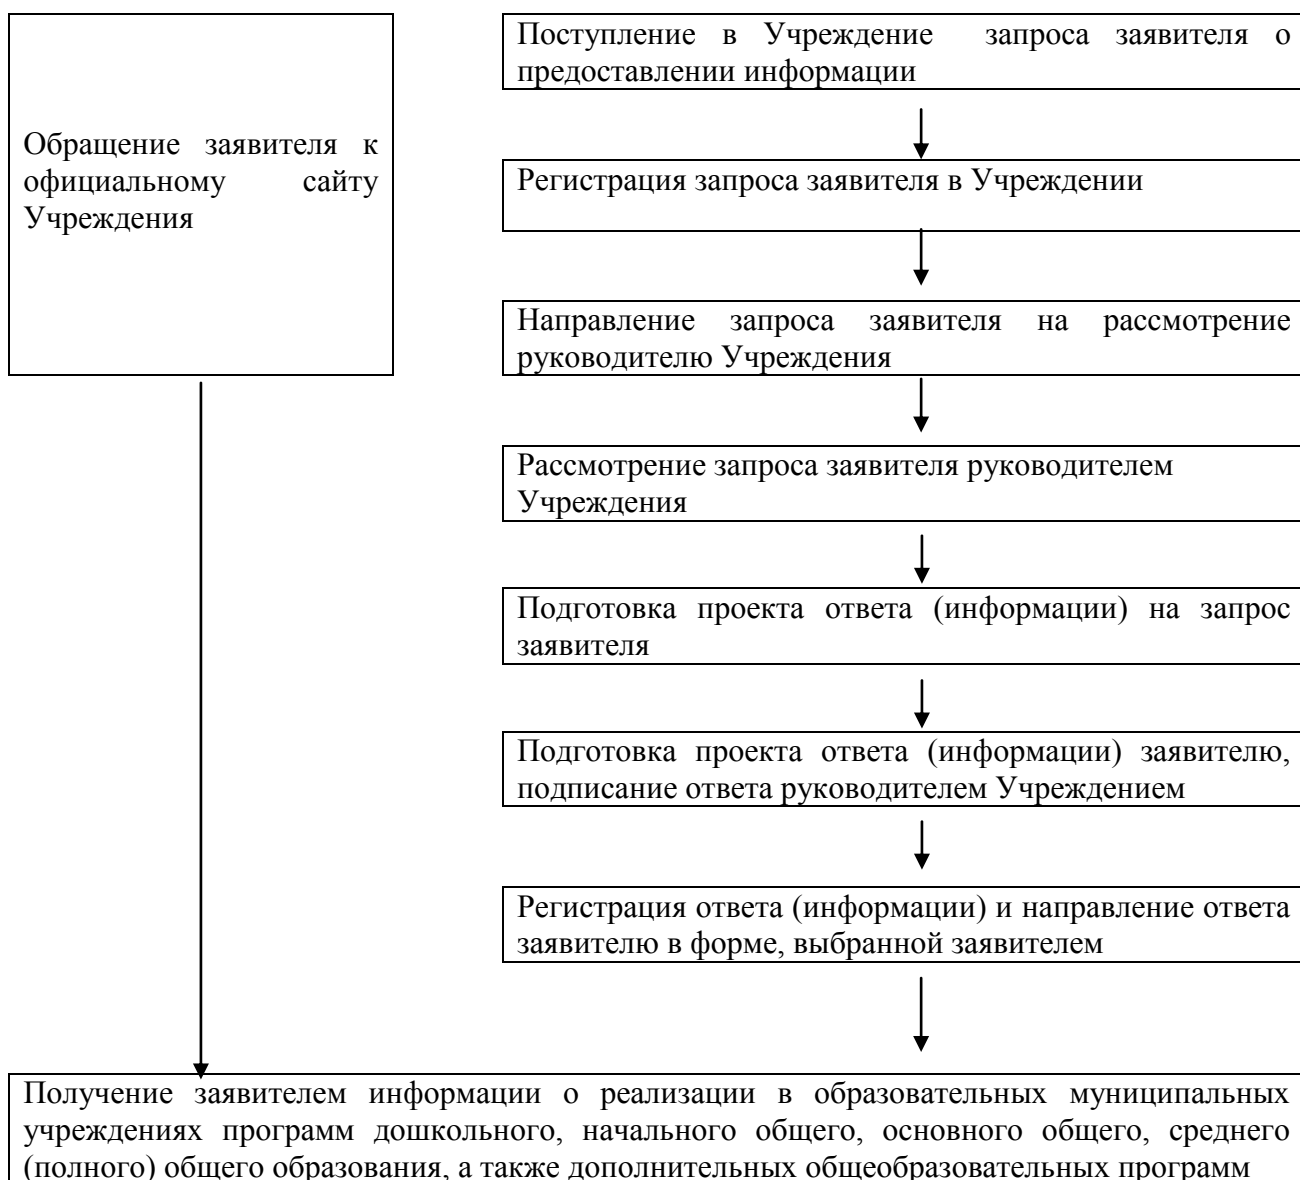 Поступление в Учреждение запроса заявителя о
предоставлении информации
Обращение заявителя к
официальному сайту
Учреждения
Регистрация запроса заявителя в Учреждении
Направление запроса заявителя на рассмотрение
руководителю Учреждения
Рассмотрение запроса заявителя руководителем
Учреждения
Подготовка проекта ответа (информации) на запрос
заявителя
Подготовка проекта ответа (информации) заявителю,
подписание ответа руководителем Учреждением
Регистрация ответа (информации) и направление ответа
заявителю в форме, выбранной заявителем
Получение заявителем информации о реализации в образовательных муниципальных
учреждениях программ дошкольного, начального общего, основного общего, среднего
(полного) общего образования, а также дополнительных общеобразовательных программ